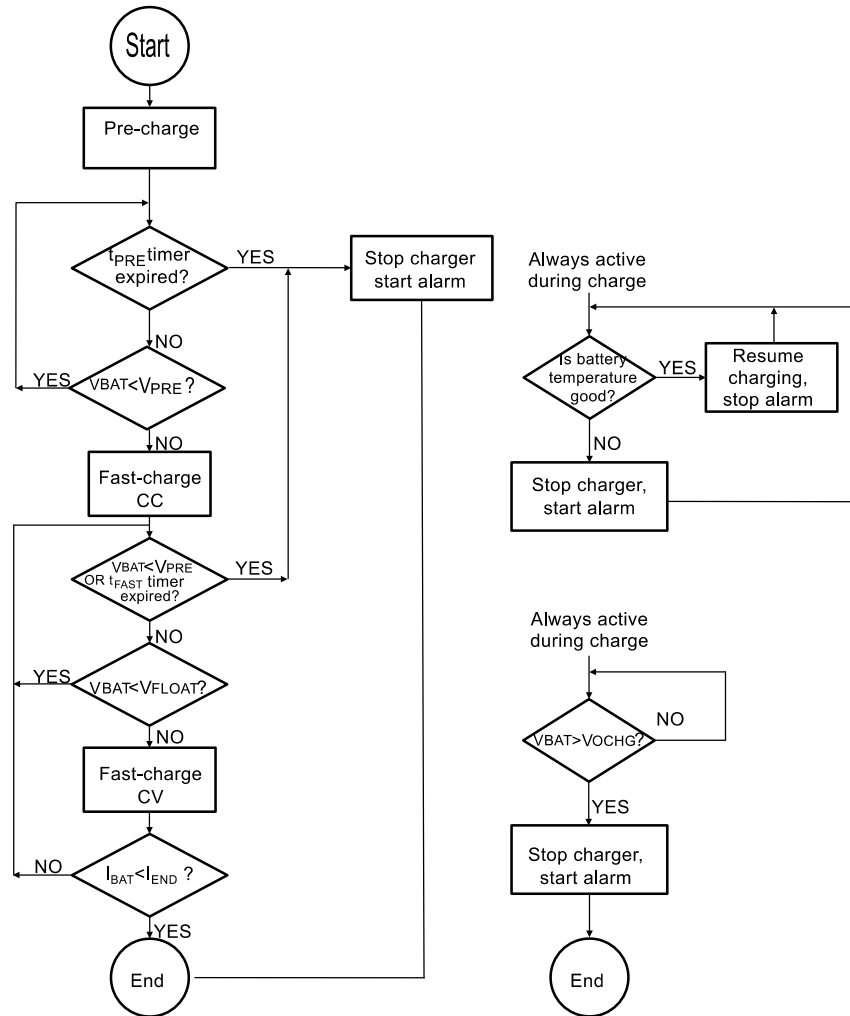 Start
Pre-charge
tPRE timer
expired?
YES
NO
VBAT<VPRE ?
YES
NO
Fast-charge
CC
VBAT<VPRE
OR tFAST timer
expired?
YES
NO
VBAT<VFLOAT?
YES
NO
Fast-charge
CV
IBAT<IEND ?
NO
YES
End
Stop charger
start alarm
Always active
during charge
Is battery
temperature
good?
YES
Resume
charging,
stop alarm
NO
Stop charger,
start alarm
Always active
during charge
VBAT>VOCHG?
NO
YES
Stop charger,
start alarm
End